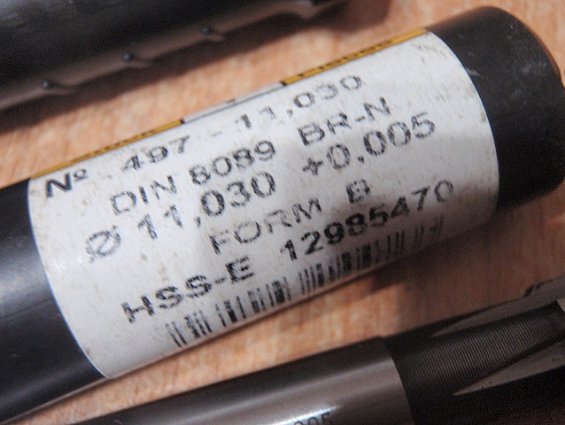 Nº 497 - 11,030
DIN 8089 BR-N
Ø 11,030 +0,005
FORM B
HSS-E 12985470